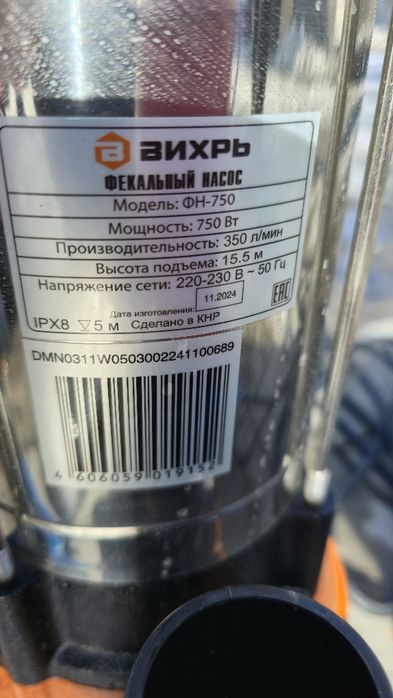 ВИХРЬ
ФЕКАЛЬНЫЙ НАСОС
Модель: ФН-750
Мощность: 750 Вт
Производительность: 350 л/мин
Высота подъема: 15.5 м
Напряжение сети: 220-230 В ~ 50 Гц
Дата изготовления: 11.2024
IPX8 ▽5 м Сделано в КНР
EAC
DMN0311W0503002241100689
4 606059 019152